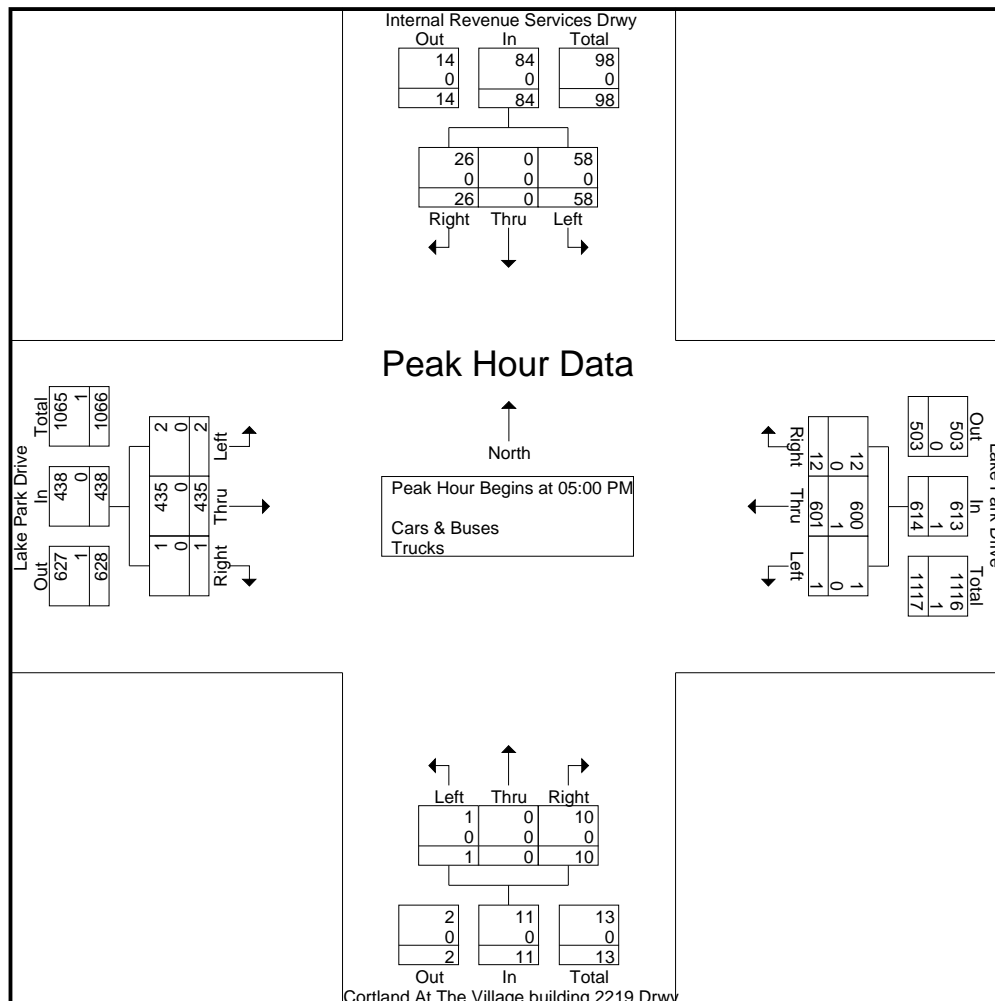 Internal Revenue Services Drwy
Out In Total
14 84 98
0 0 0
14 84 98
26 0 58
0 0 0
26 0 58
Right Thru Left
Peak Hour Data
North
Peak Hour Begins at 05:00 PM
Cars & Buses
Trucks
Lake Park Drive
Out In Total
627 438 1065
1 0 1
628 438 1066
Right Thru Left
1 435 2
0 0 0
1 435 2
Lake Park Drive
Out In Total
503 613 1116
0 1 1
503 614 1117
Right Thru Left
12 600 1
0 1 0
12 601 1
Left Thru Right
1 0 10
0 0 0
1 0 10
2 11 13
0 0 0
2 11 13
Out In Total
Cortland At The Village building 2219 Drwy